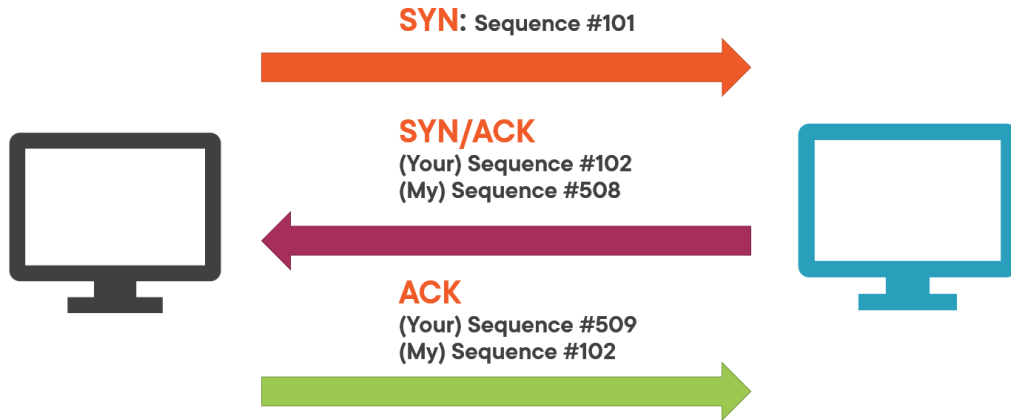 SYN: Sequence #101
SYN/ACK
(Your) Sequence #102
(My) Sequence #508
ACK
(Your) Sequence #509
(My) Sequence #102